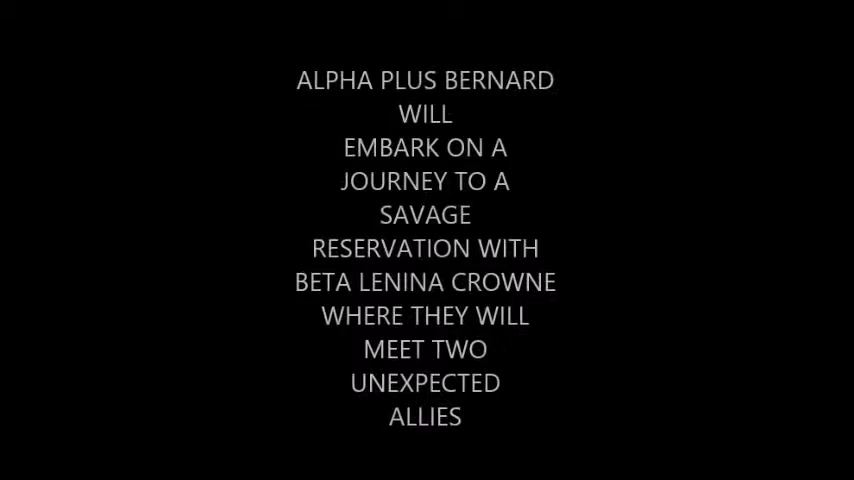 ALPHA PLUS BERNARD
WILL
EMBARK ON A
JOURNEY TO A
SAVAGE
RESERVATION WITH
BETA LENINA CROWNE
WHERE THEY WILL
MEET TWO
UNEXPECTED
ALLIES